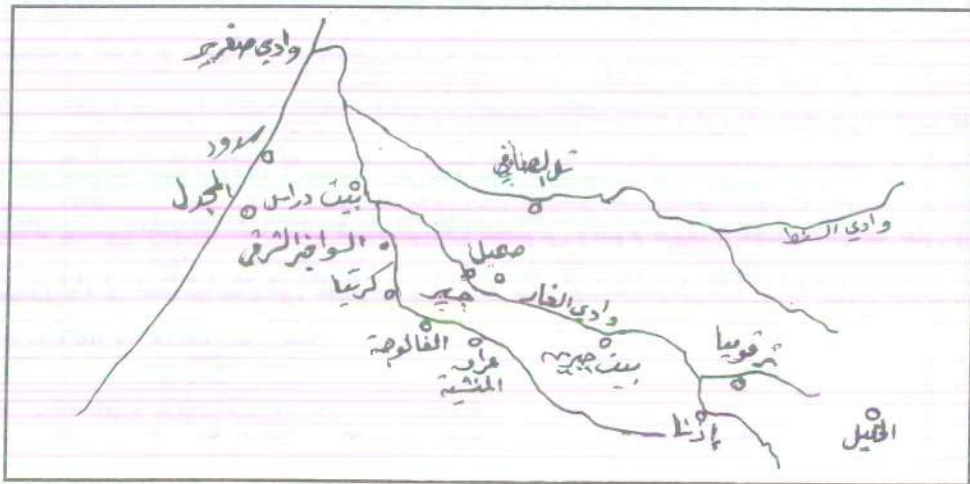 وادي صقرير
سدود
المجدل
بيت دراس
السوافير الشرقي
كرتيا
الفالوجة
عراق
المنشية
جسير
صميل
تل الصافي
وادي السنط
وادي الغار
بيت جبرين
ترقوميا
إذنا
الخليل